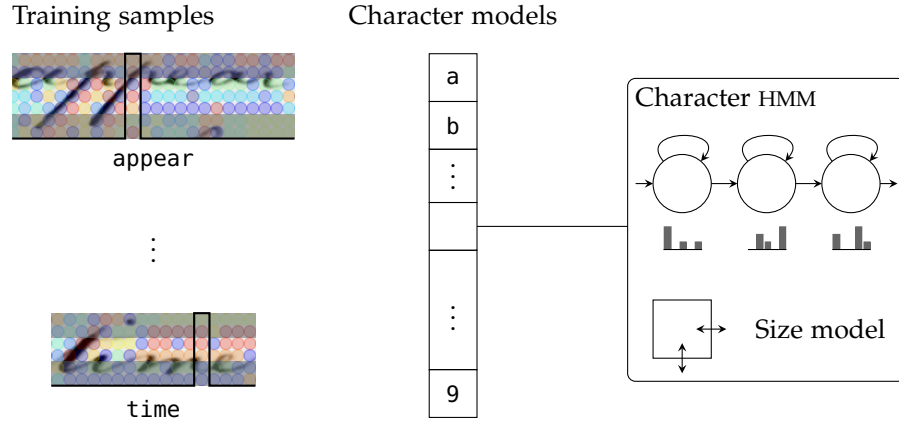 Training samples
appear
⋮
time
Character models
a
b
⋮
⋮
9
Character HMM
Size model